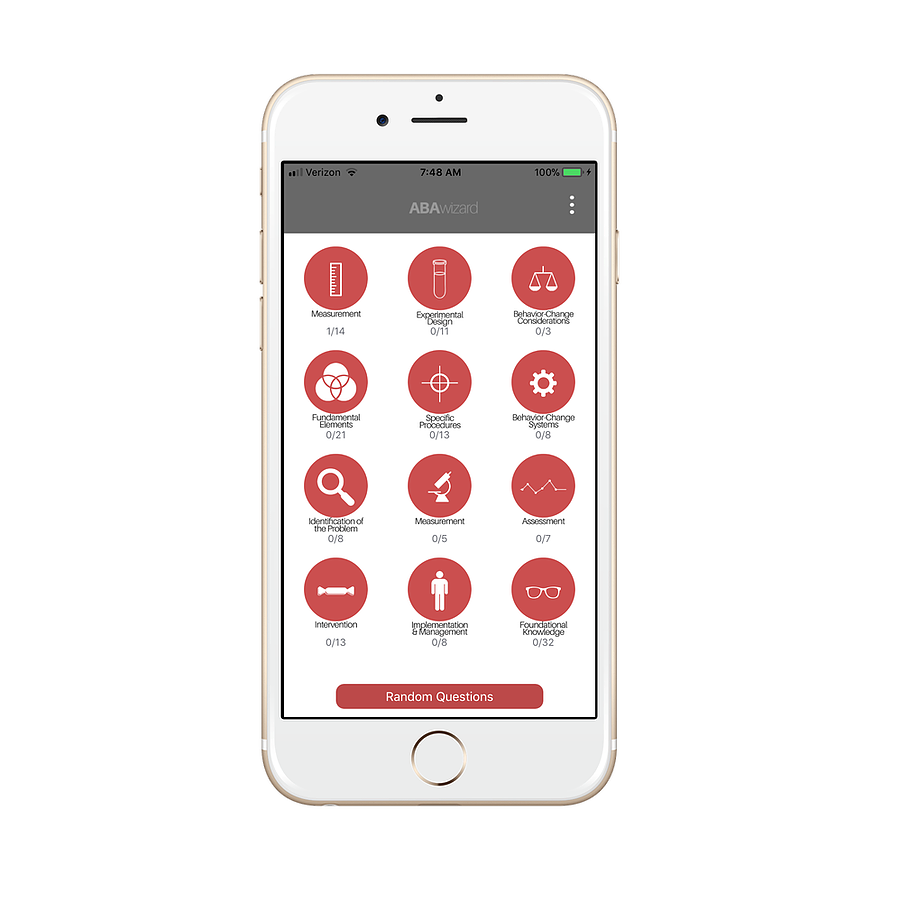 Verizon 7:48 AM 100%
ABAwizard
Measurement
1/14
Experimental
Design
0/11
Behavior-Change
Considerations
0/3
Fundamental
Elements
0/21
Specific
Procedures
0/13
Behavior-Change
Systems
0/8
Identification of
the Problem
0/8
Measurement
0/5
Assessment
0/7
Intervention
0/13
Implementation
& Management
0/8
Foundational
Knowledge
0/32
Random Questions